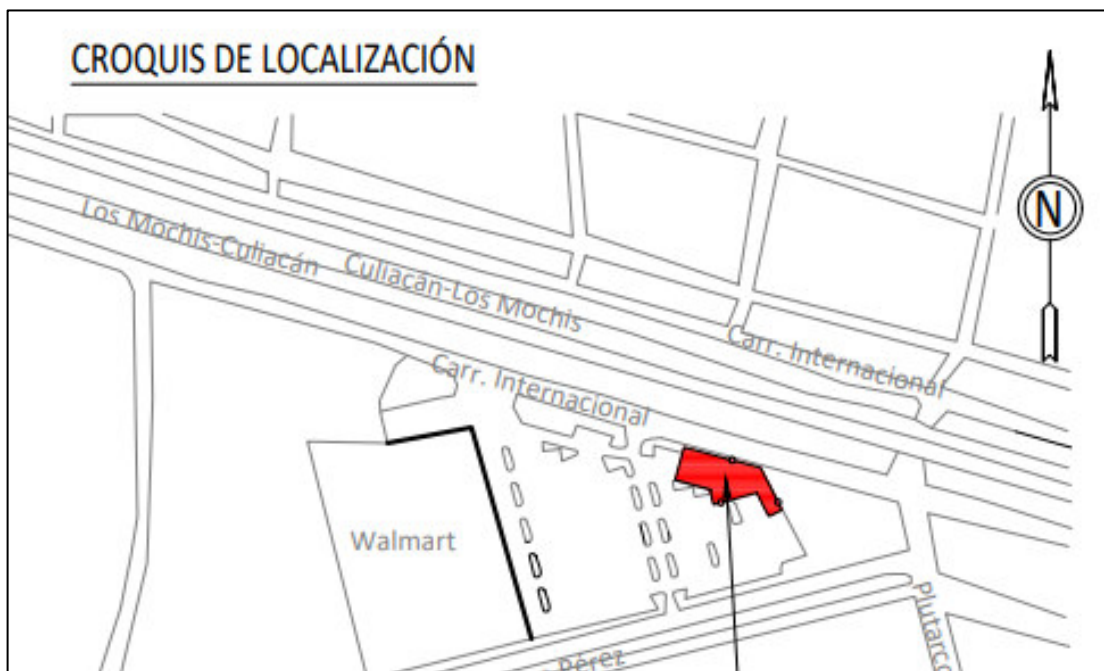 CROQUIS DE LOCALIZACIÓN
N
Los Mochis-Culiacán
Culiacán-Los Mochis
Carr. Internacional
Carr. Internacional
Walmart
Plutarco
Pérez